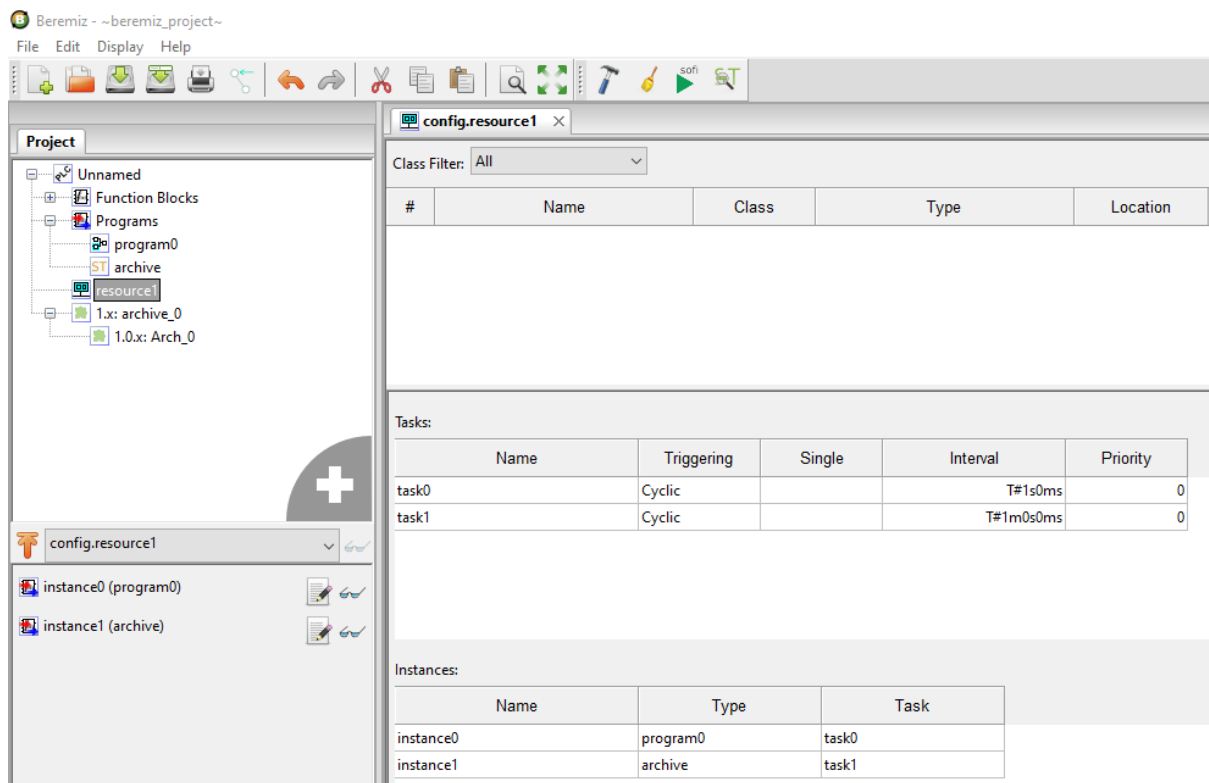 Beremiz - ~beremiz_project~
File Edit Display Help
sofi
ST
Project
Unnamed
Function Blocks
Programs
program0
ST archive
resource1
1.x: archive_0
1.0.x: Arch_0
config.resource1
instance0 (program0)
instance1 (archive)
config.resource1
Class Filter: All
# Name Class Type Location
Tasks:
Name Triggering Single Interval Priority
task0 Cyclic T#1s0ms 0
task1 Cyclic T#1m0s0ms 0
Instances:
Name Type Task
instance0 program0 task0
instance1 archive task1